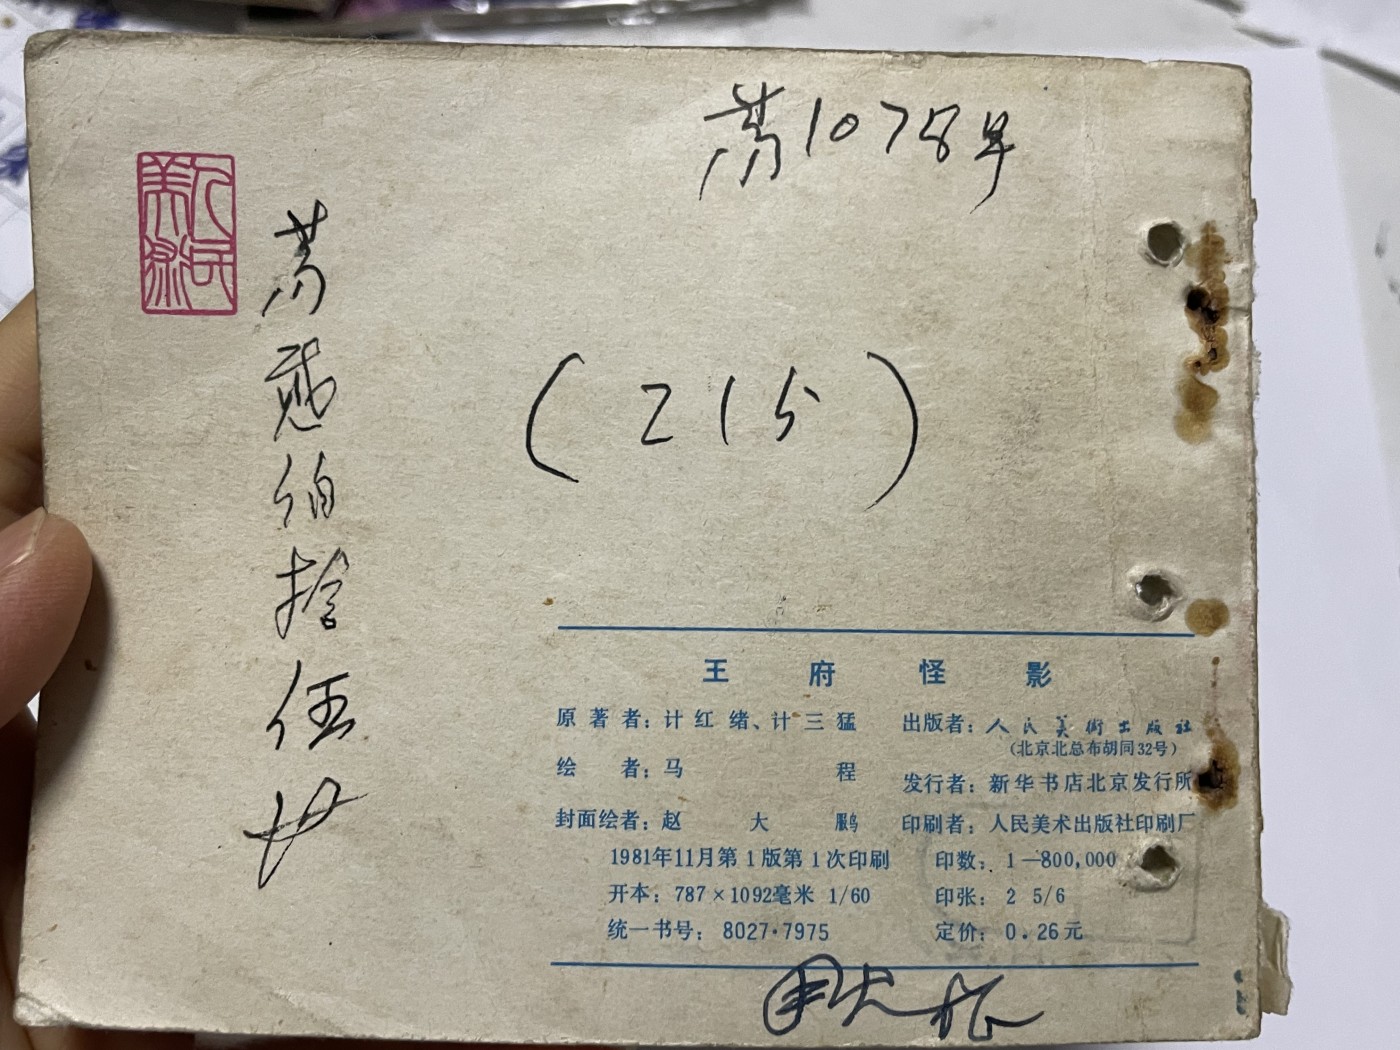 1078号
(215)
伯拾伍
王府怪影
原著者：计红绪、计三猛
绘者：马程
封面绘者：赵大鹏
1981年11月第1版第1次印刷
开本：787×1092毫米 1/60
统一书号：8027·7975
出版者：人民美術出版社
（北京北总布胡同32号）
发行者：新华书店北京发行所
印刷者：人民美术出版社印刷厂
印数：1—800,000
印张：2 5/6
定价：0.26元